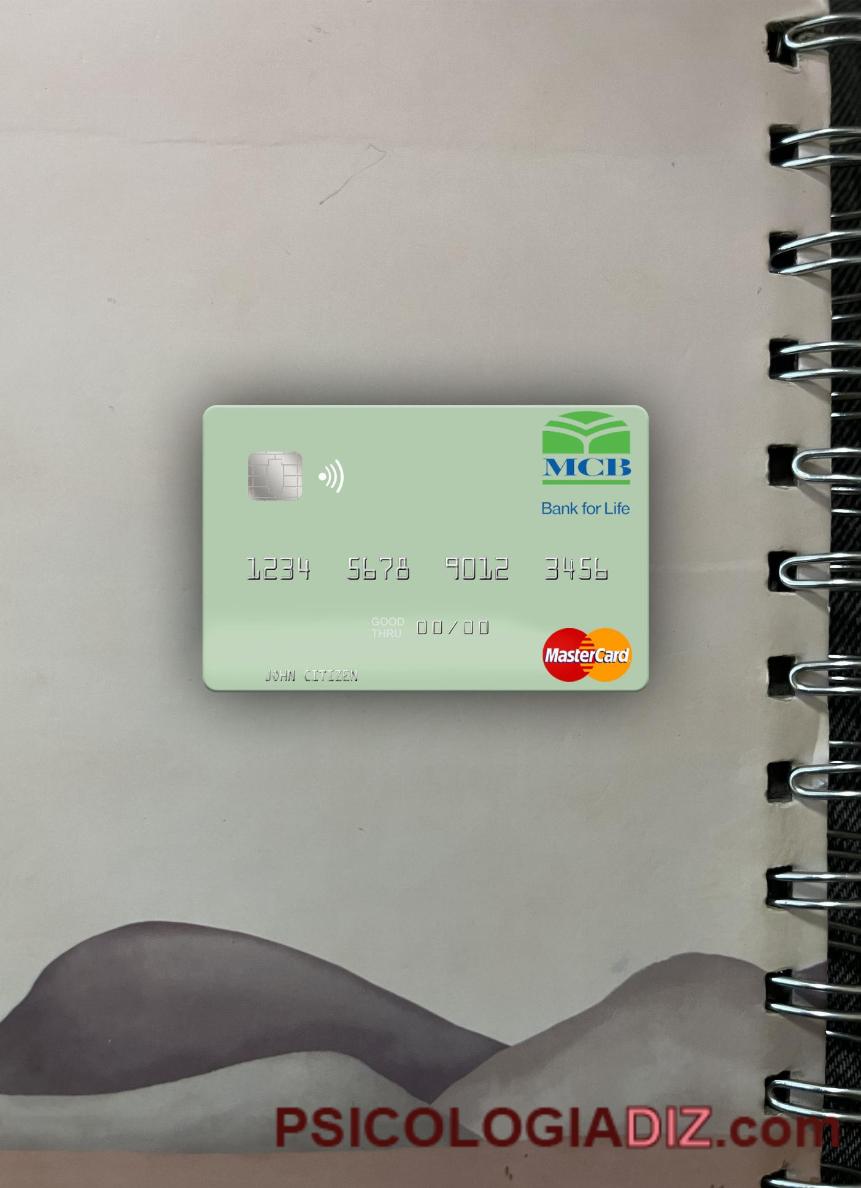 MCB
Bank for Life
1234 5678 9012 3456
GOOD
THRU 00/00
MasterCard
JOHN CITIZEN
PSICOLOGIADIZ.com